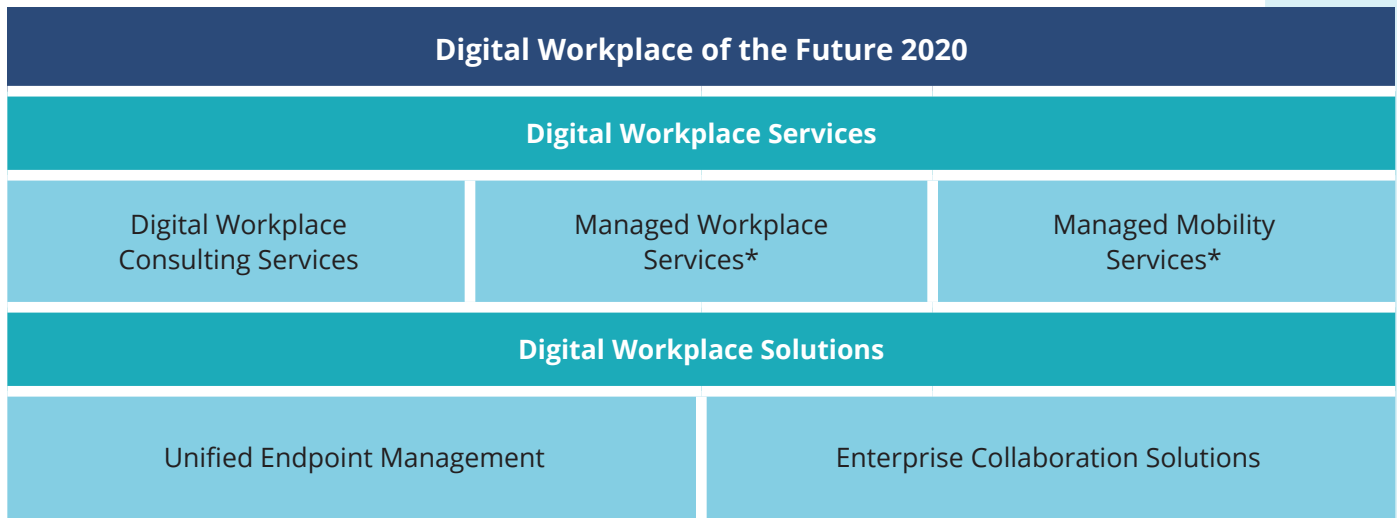 Digital Workplace of the Future 2020
Digital Workplace Services
Digital Workplace
Consulting Services
Managed Workplace
Services*
Managed Mobility
Services*
Digital Workplace Solutions
Unified Endpoint Management
Enterprise Collaboration Solutions